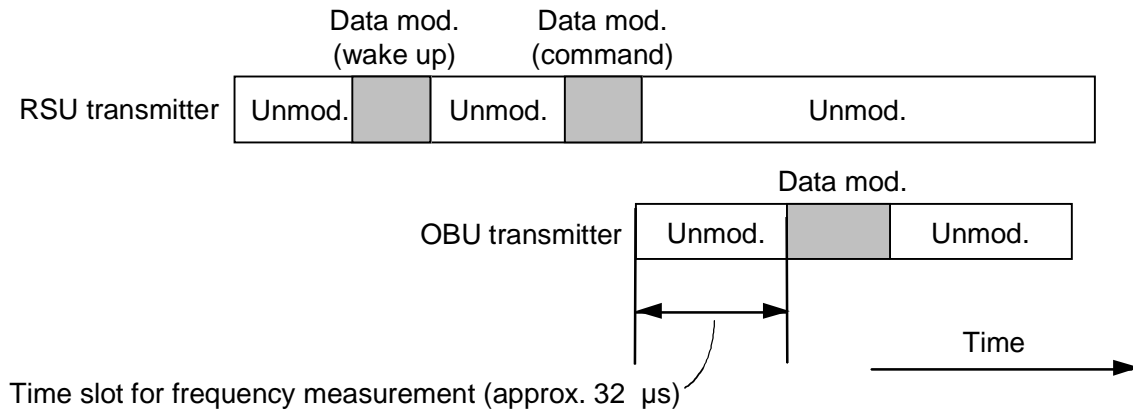 Data mod.
(wake up)
Data mod.
(command)
RSU transmitter
Unmod.
Unmod.
Unmod.
Data mod.
OBU transmitter
Unmod.
Unmod.
Time
Time slot for frequency measurement (approx. 32 µs)